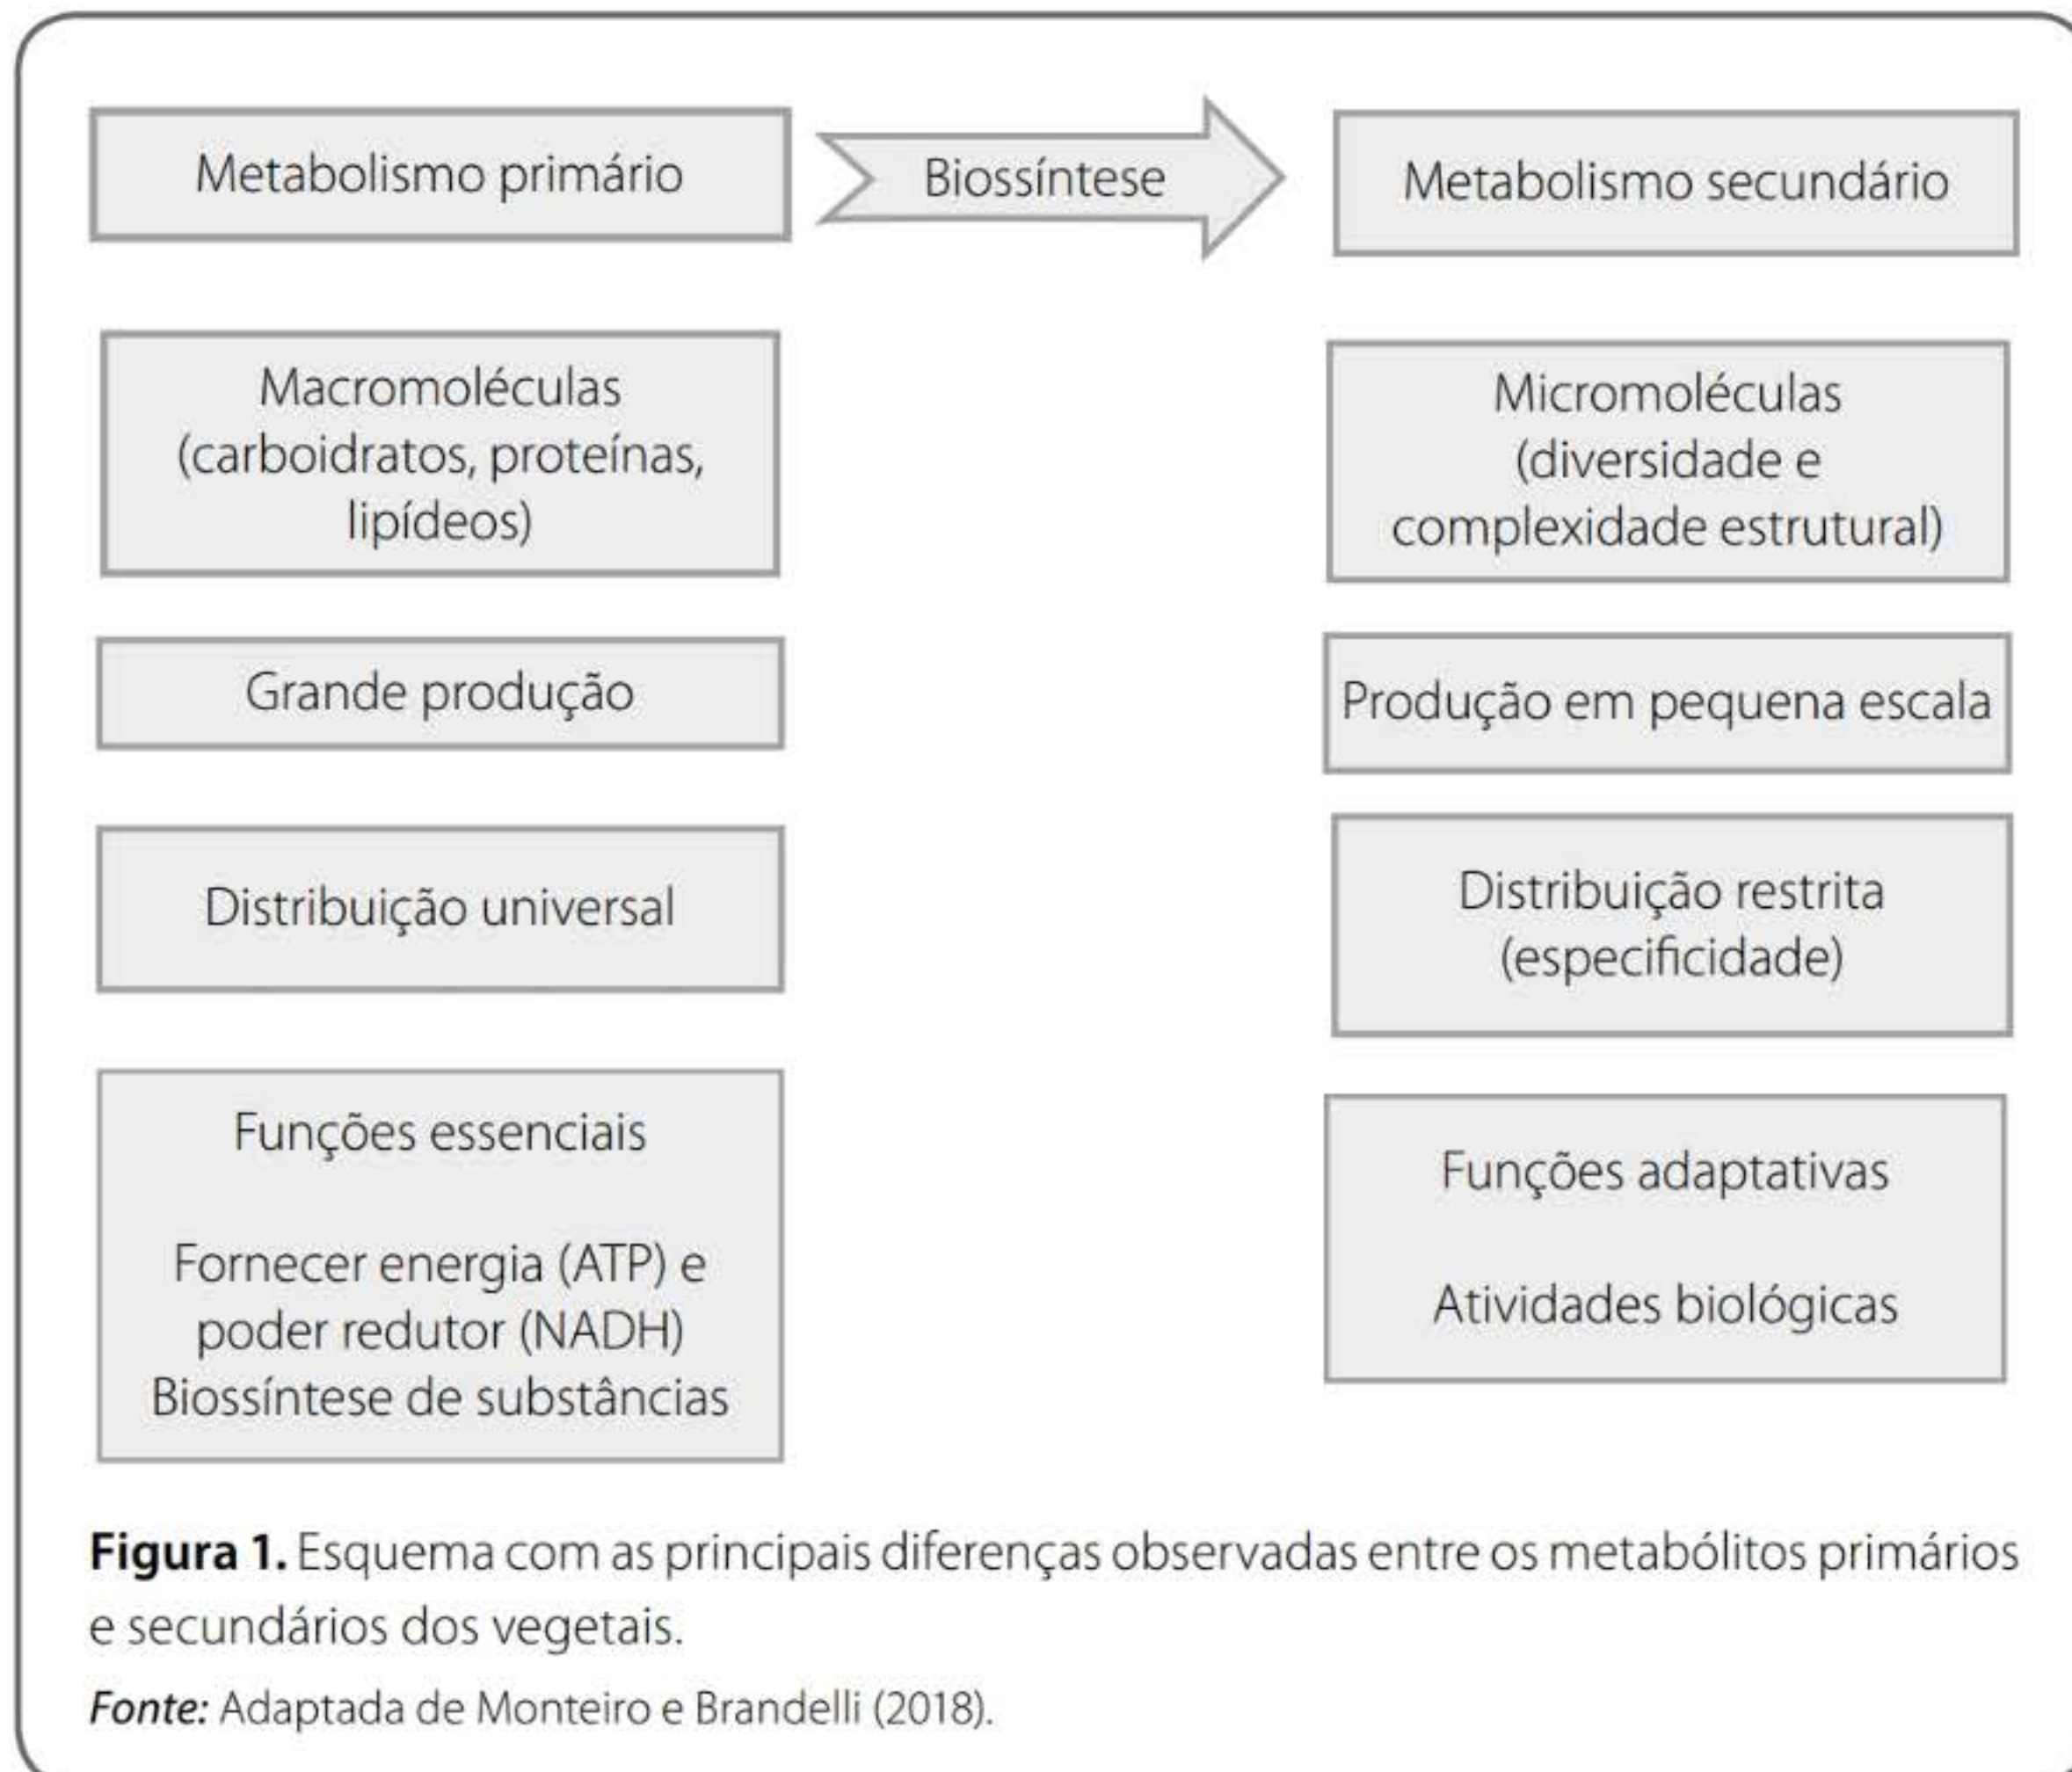 Metabolismo primário
Biossíntese
Metabolismo secundário
Macromoléculas
(carboidratos, proteínas,
lipídeos)
Micromoléculas
(diversidade e
complexidade estrutural)
Grande produção
Produção em pequena escala
Distribuição universal
Distribuição restrita
(especificidade)
Funções essenciais
Fornecer energia (ATP) e
poder redutor (NADH)
Biossíntese de substâncias
Funções adaptativas
Atividades biológicas
Figura 1. Esquema com as principais diferenças observadas entre os metabólitos primários
e secundários dos vegetais.
Fonte: Adaptada de Monteiro e Brandelli (2018).